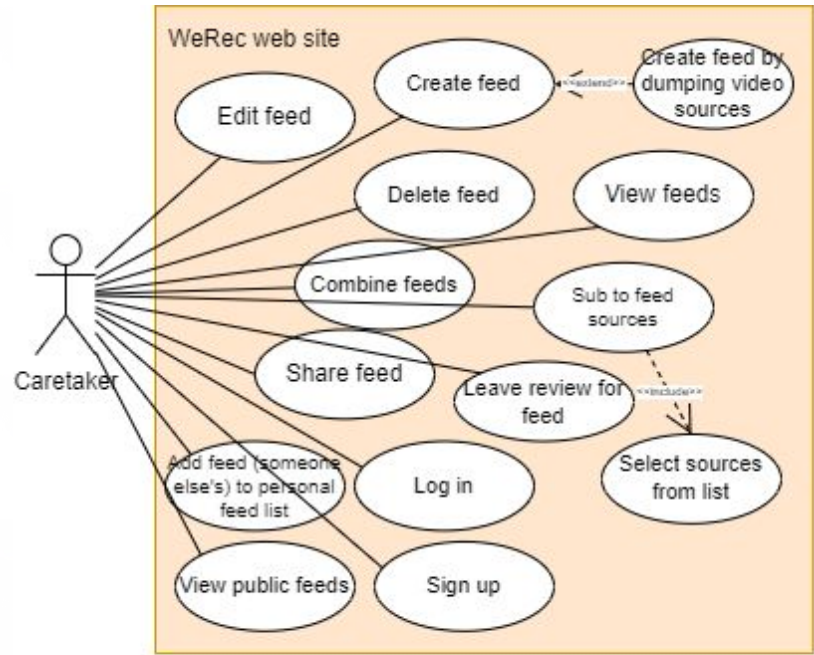 WeRec web site
Create feed
<<extend>>
Create feed by
dumping video
sources
Edit feed
Delete feed
View feeds
Combine feeds
Sub to feed
sources
Caretaker
Share feed
Leave review for
feed
<<include>>
Add feed (someone
else's) to personal
feed list
Log in
Select sources
from list
View public feeds
Sign up